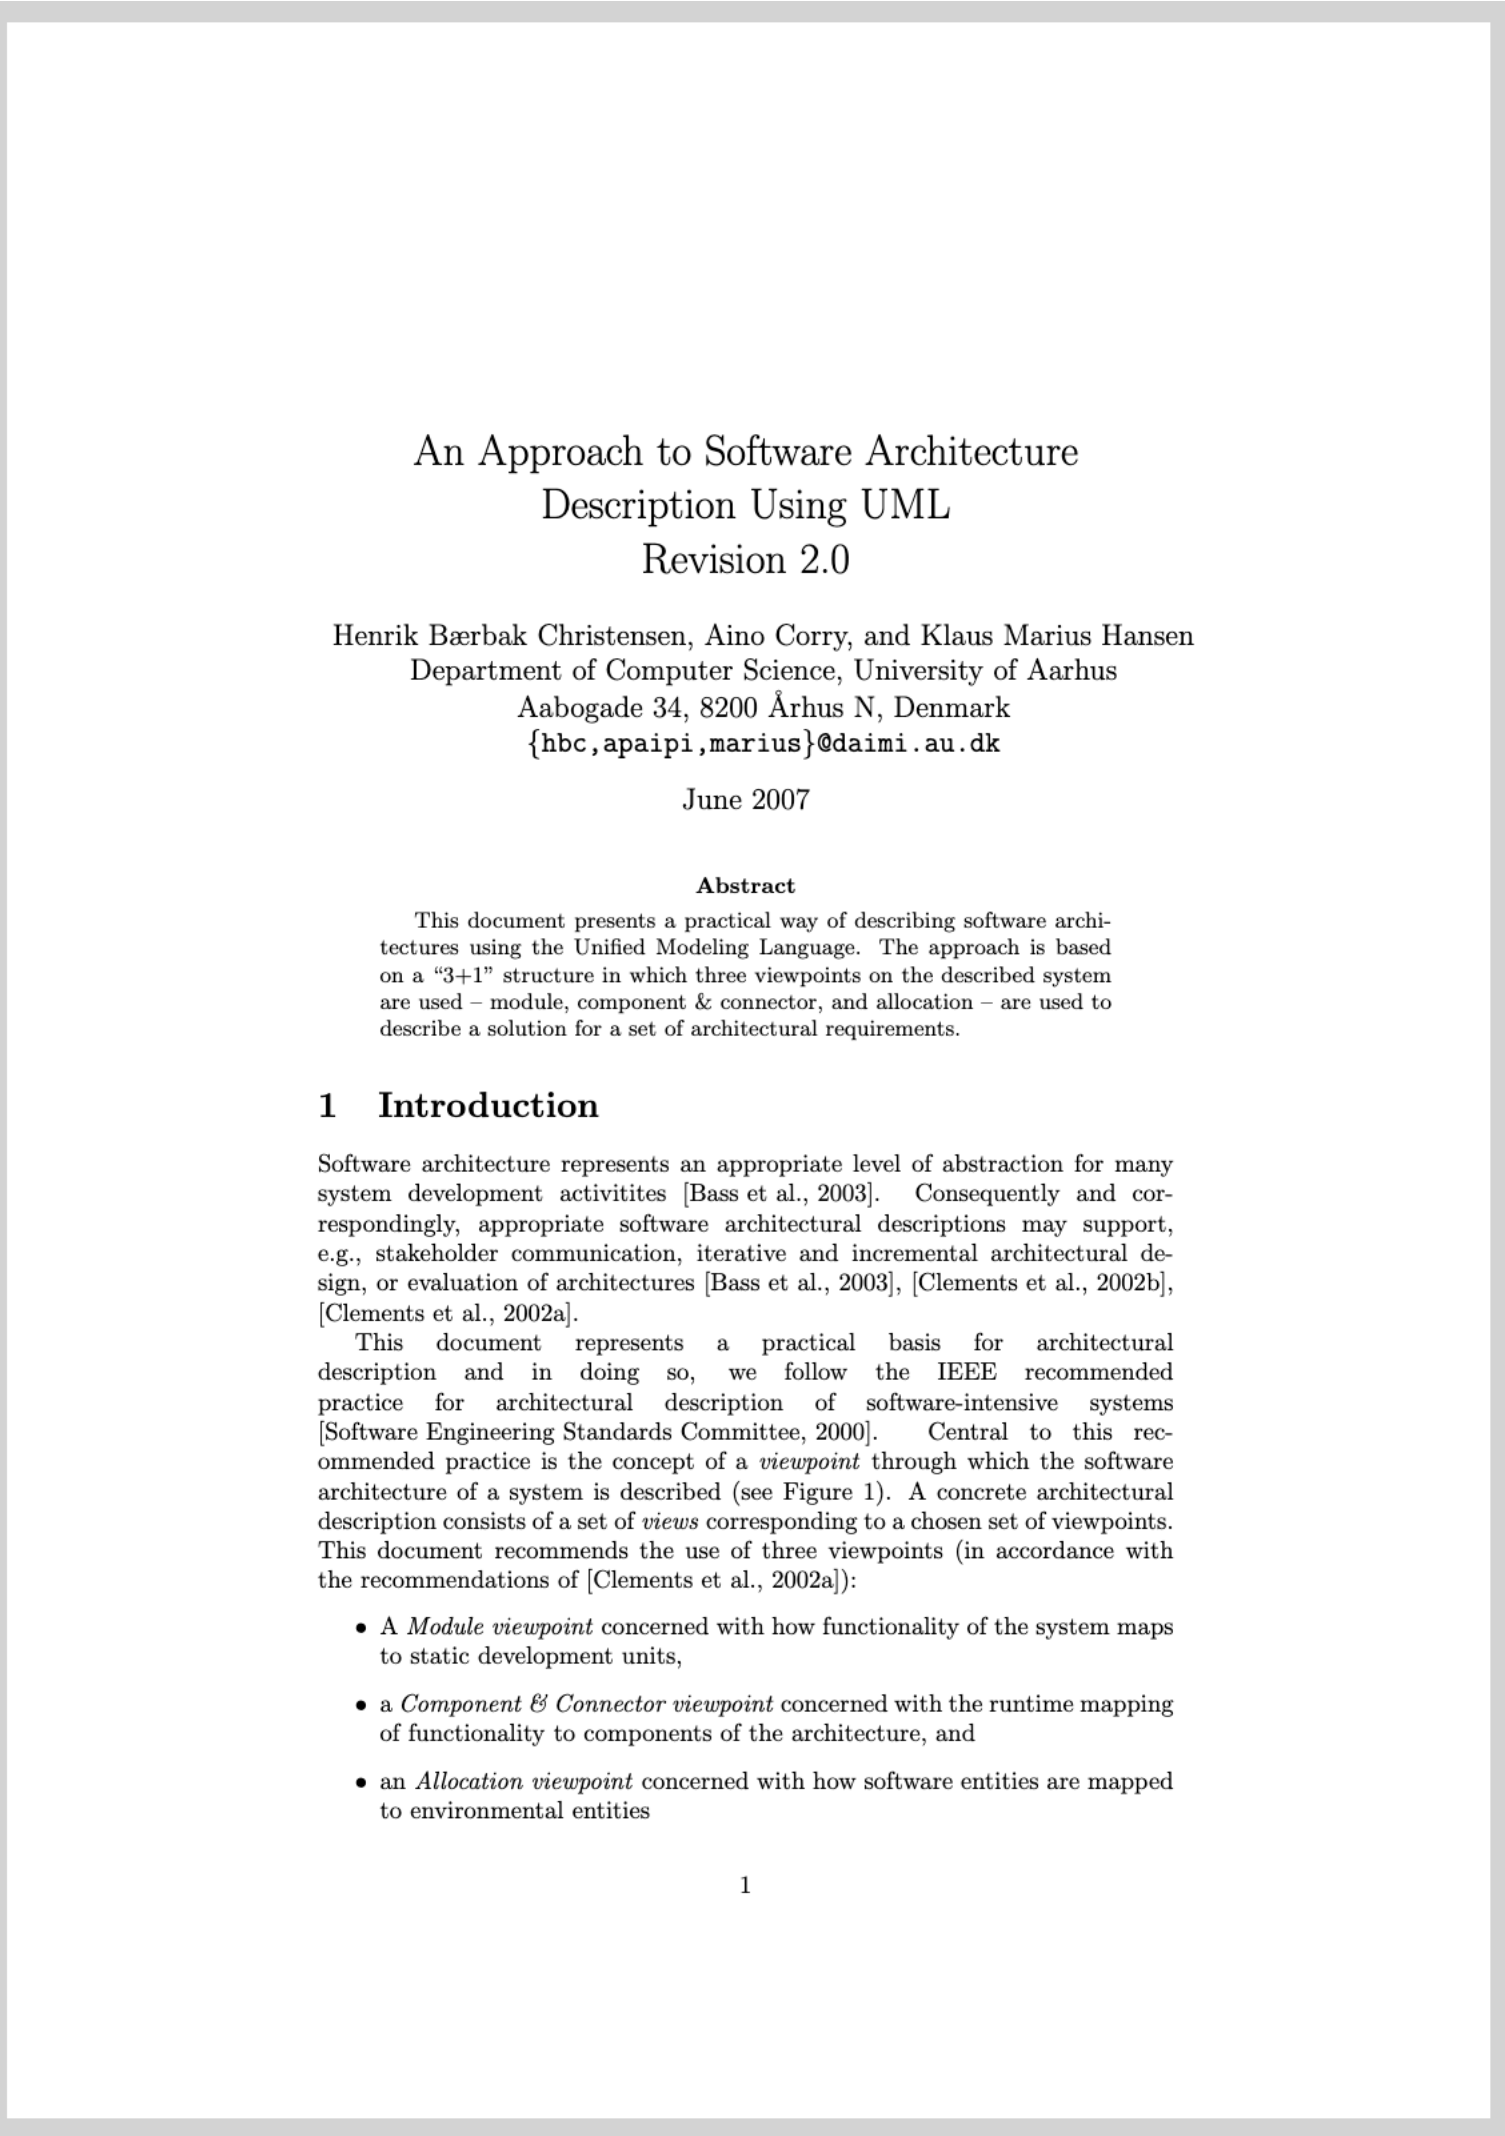 An Approach to Software Architecture
Description Using UML
Revision 2.0
Henrik Bærbak Christensen, Aino Corry, and Klaus Marius Hansen
Department of Computer Science, University of Aarhus
Aabogade 34, 8200 Århus N, Denmark
{hbc,apaipi,marius}@daimi.au.dk
June 2007
Abstract
This document presents a practical way of describing software archi-
tectures using the Unified Modeling Language. The approach is based
on a “3+1” structure in which three viewpoints on the described system
are used – module, component & connector, and allocation – are used to
describe a solution for a set of architectural requirements.
1 Introduction
Software architecture represents an appropriate level of abstraction for many
system development activitites [Bass et al., 2003]. Consequently and cor-
respondingly, appropriate software architectural descriptions may support,
e.g., stakeholder communication, iterative and incremental architectural de-
sign, or evaluation of architectures [Bass et al., 2003], [Clements et al., 2002b],
[Clements et al., 2002a].
This document represents a practical basis for architectural
description and in doing so, we follow the IEEE recommended
practice for architectural description of software-intensive systems
[Software Engineering Standards Committee, 2000]. Central to this rec-
ommended practice is the concept of a viewpoint through which the software
architecture of a system is described (see Figure 1). A concrete architectural
description consists of a set of views corresponding to a chosen set of viewpoints.
This document recommends the use of three viewpoints (in accordance with
the recommendations of [Clements et al., 2002a]):
• A Module viewpoint concerned with how functionality of the system maps
to static development units,
• a Component & Connector viewpoint concerned with the runtime mapping
of functionality to components of the architecture, and
• an Allocation viewpoint concerned with how software entities are mapped
to environmental entities
1